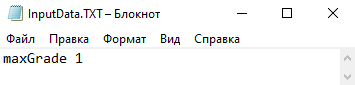 InputData.TXT – Блокнот
Файл Правка Формат Вид Справка
maxGrade 1